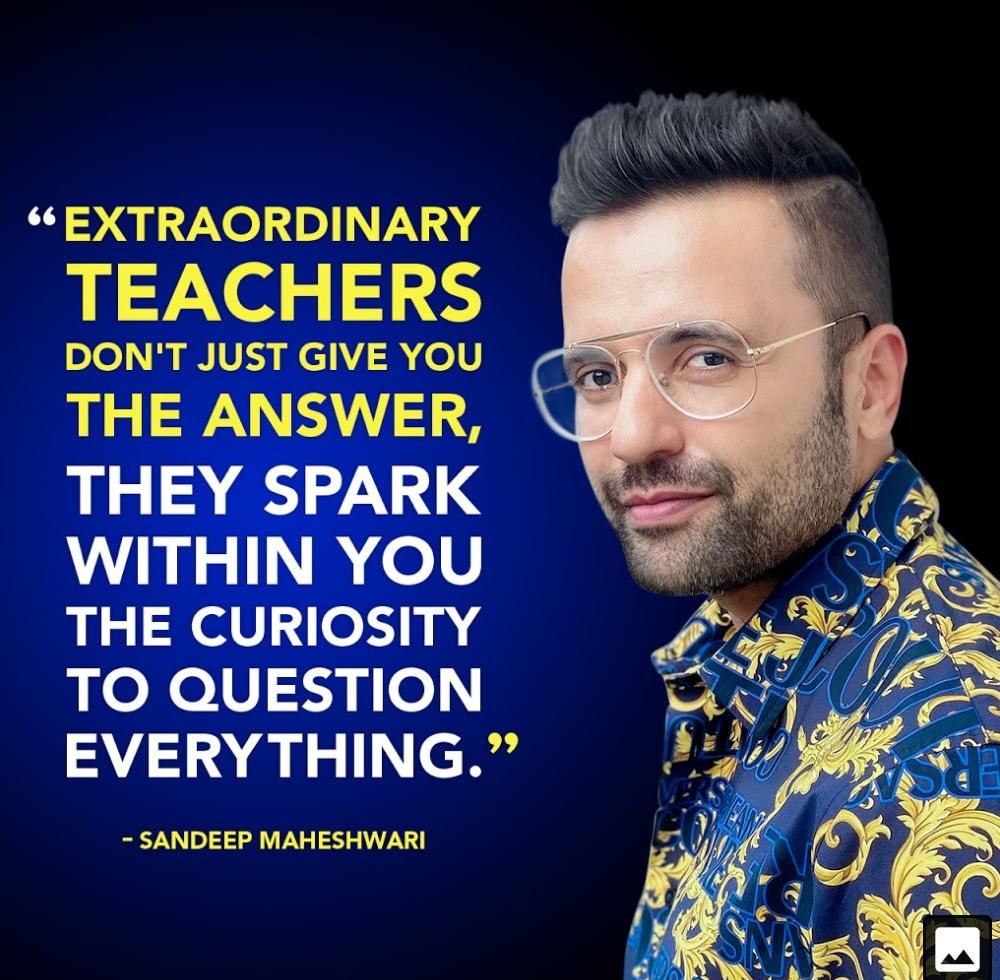 “EXTRAORDINARY
TEACHERS
DON'T JUST GIVE YOU
THE ANSWER,
THEY SPARK
WITHIN YOU
THE CURIOSITY
TO QUESTION
EVERYTHING.”
- SANDEEP MAHESHWARI